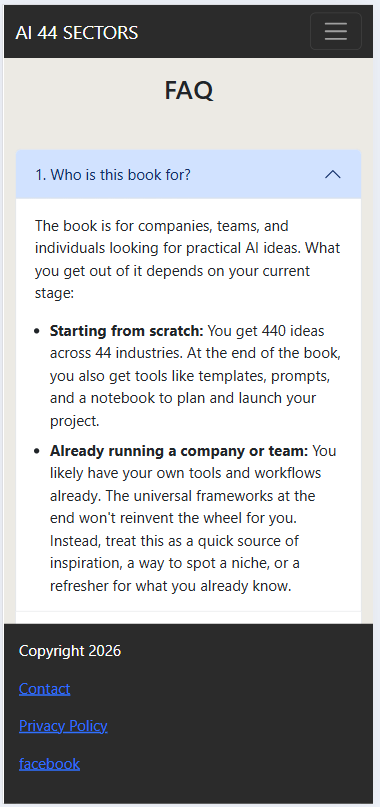 AI 44 SECTORS
FAQ
1. Who is this book for?
The book is for companies, teams, and
individuals looking for practical AI ideas. What
you get out of it depends on your current
stage:
• Starting from scratch: You get 440 ideas
across 44 industries. At the end of the book,
you also get tools like templates, prompts,
and a notebook to plan and launch your
project.
• Already running a company or team: You
likely have your own tools and workflows
already. The universal frameworks at the
end won't reinvent the wheel for you.
Instead, treat this as a quick source of
inspiration, a way to spot a niche, or a
refresher for what you already know.
Copyright 2026
Contact
Privacy Policy
facebook